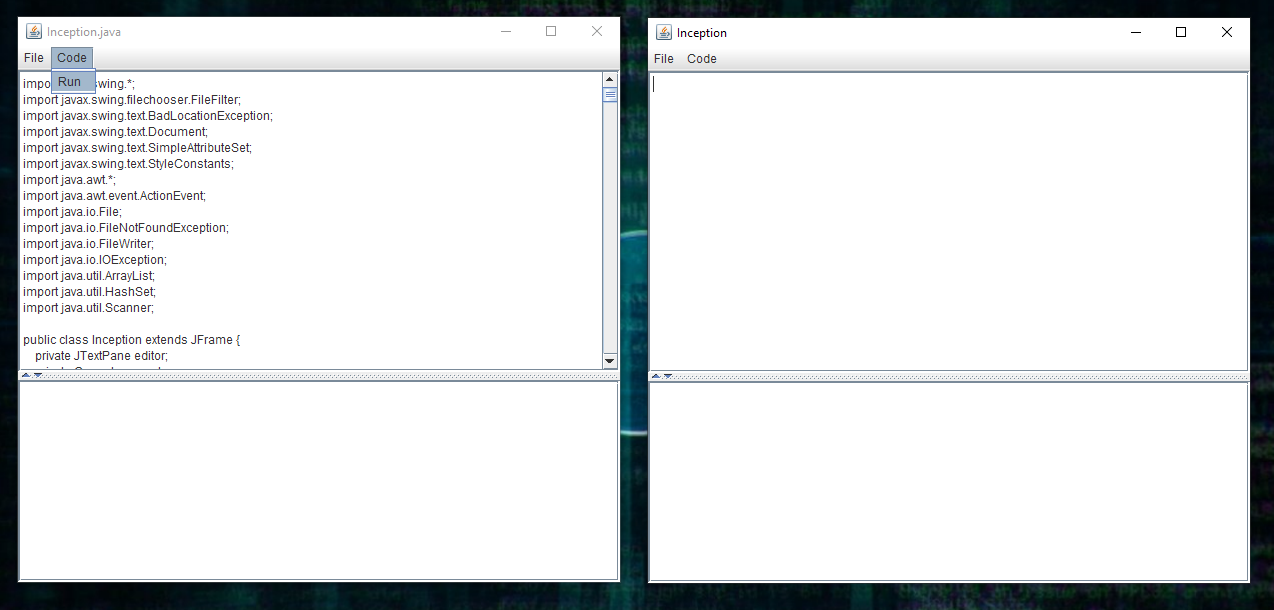 Inception.java
File Code
Run
impo swing.*;
import javax.swing.filechooser.FileFilter;
import javax.swing.text.BadLocationException;
import javax.swing.text.Document;
import javax.swing.text.SimpleAttributeSet;
import javax.swing.text.StyleConstants;
import java.awt.*;
import java.awt.event.ActionEvent;
import java.io.File;
import java.io.FileNotFoundException;
import java.io.FileWriter;
import java.io.IOException;
import java.util.ArrayList;
import java.util.HashSet;
import java.util.Scanner;
public class Inception extends JFrame {
private JTextPane editor;
Inception
File Code